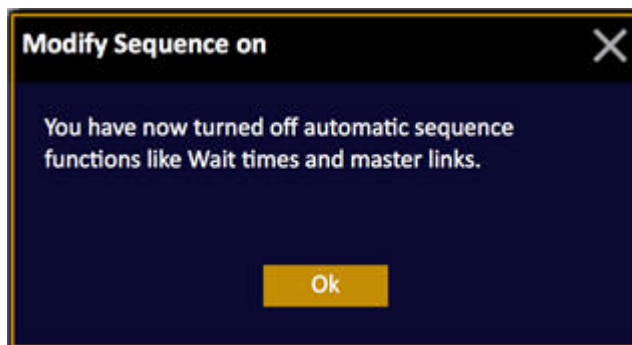 Modify Sequence on
You have now turned off automatic sequence
functions like Wait times and master links.
Ok